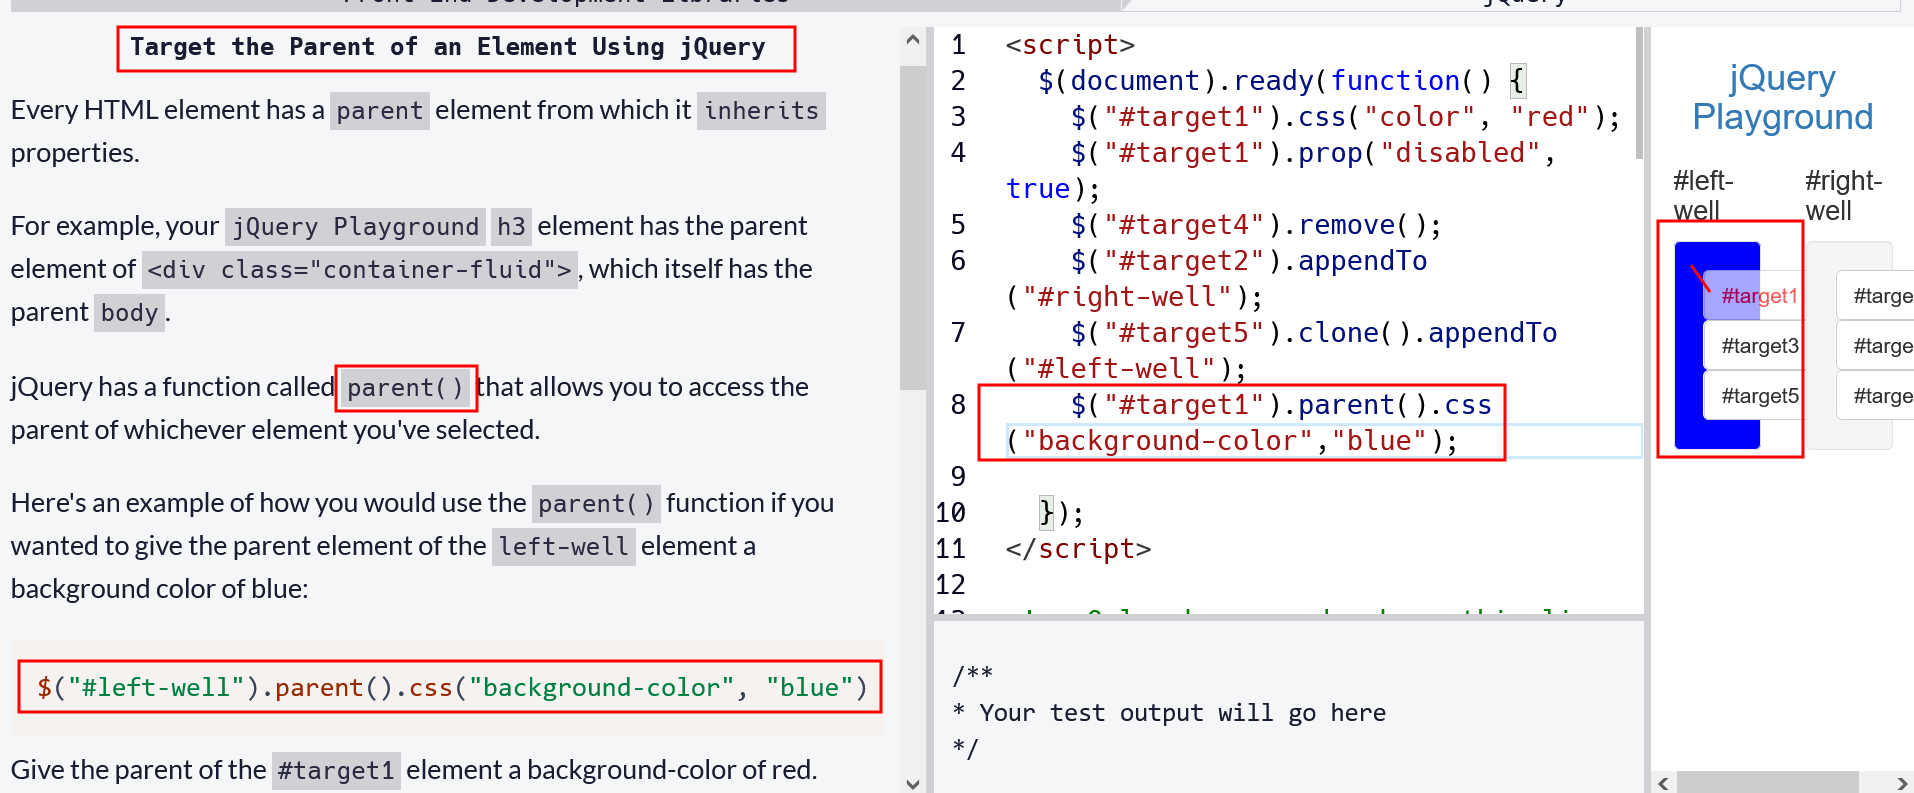 Front End Development Libraries
jQuery
Target the Parent of an Element Using jQuery
Every HTML element has a parent element from which it inherits
properties.
For example, your jQuery Playground h3 element has the parent
element of <div class="container-fluid">, which itself has the
parent body.
jQuery has a function called parent() that allows you to access the
parent of whichever element you've selected.
Here's an example of how you would use the parent() function if you
wanted to give the parent element of the left-well element a
background color of blue:
$("#left-well").parent().css("background-color", "blue")
Give the parent of the #target1 element a background-color of red.
1 <script>
2 $(document).ready(function() {
3 $("#target1").css("color", "red");
4 $("#target1").prop("disabled",
true);
5 $("#target4").remove();
6 $("#target2").appendTo
("#right-well");
7 $("#target5").clone().appendTo
("#left-well");
8 $("#target1").parent().css
("background-color","blue");
9
10 });
11 </script>
12
/**
* Your test output will go here
*/
jQuery
Playground
#left-
well
#target1
#target3
#target5
#right-
well
#targe
#targe
#targe